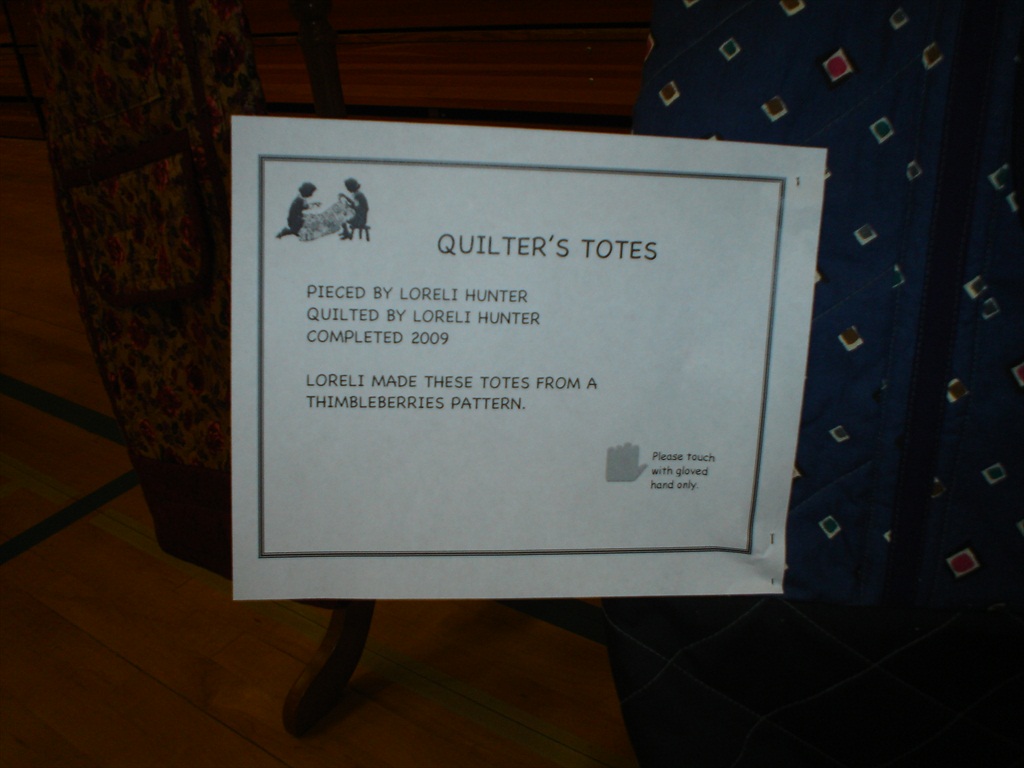 QUILTER'S TOTES
PIECED BY LORELI HUNTER
QUILTED BY LORELI HUNTER
COMPLETED 2009
LORELI MADE THESE TOTES FROM A
THIMBLEBERRIES PATTERN.
Please touch
with gloved
hand only.